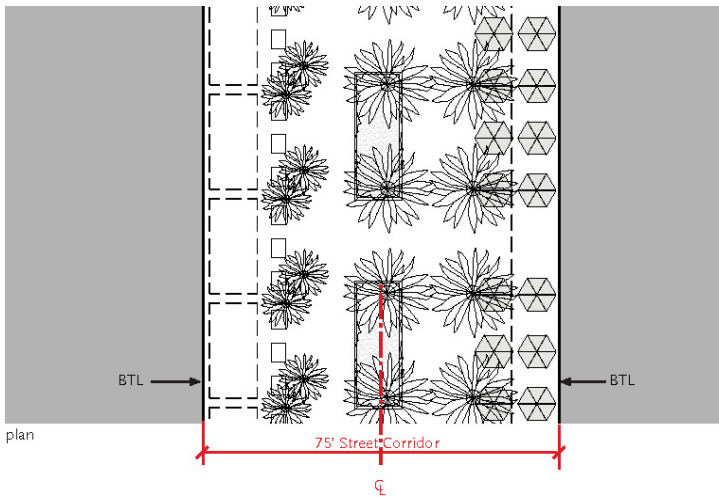 BTL
BTL
plan
75' Street Corridor
℄